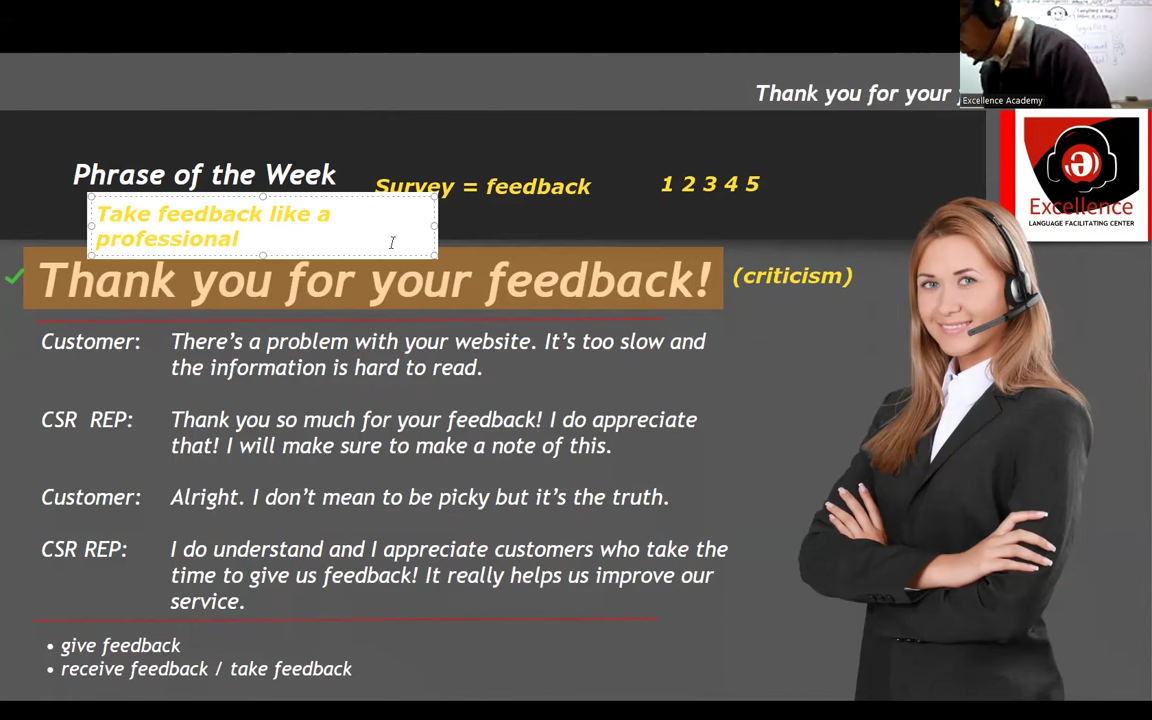 Thank you for your
Excellence Academy
Phrase of the Week
Survey = feedback
1 2 3 4 5
Take feedback like a
professional
Thank you for your feedback!
(criticism)
Excellence
LANGUAGE FACILITATING CENTER
Customer: There's a problem with your website. It's too slow and
the information is hard to read.
CSR REP: Thank you so much for your feedback! I do appreciate
that! I will make sure to make a note of this.
Customer: Alright. I don't mean to be picky but it's the truth.
CSR REP: I do understand and I appreciate customers who take the
time to give us feedback! It really helps us improve our
service.
• give feedback
• receive feedback / take feedback